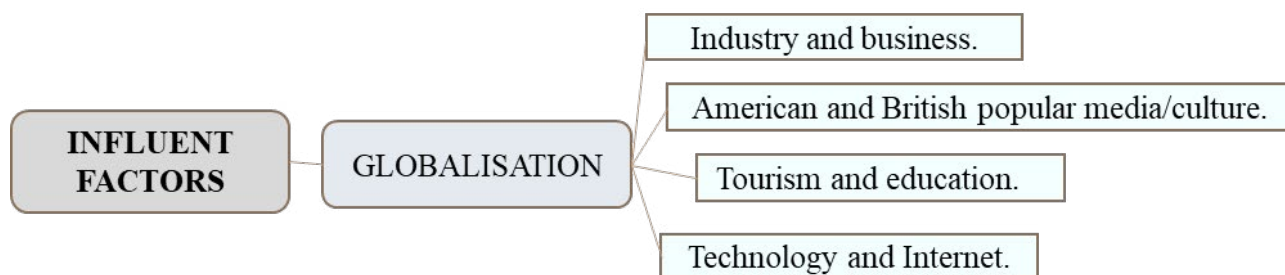 INFLUENT
FACTORS
GLOBALISATION
Industry and business.
American and British popular media/culture.
Tourism and education.
Technology and Internet.